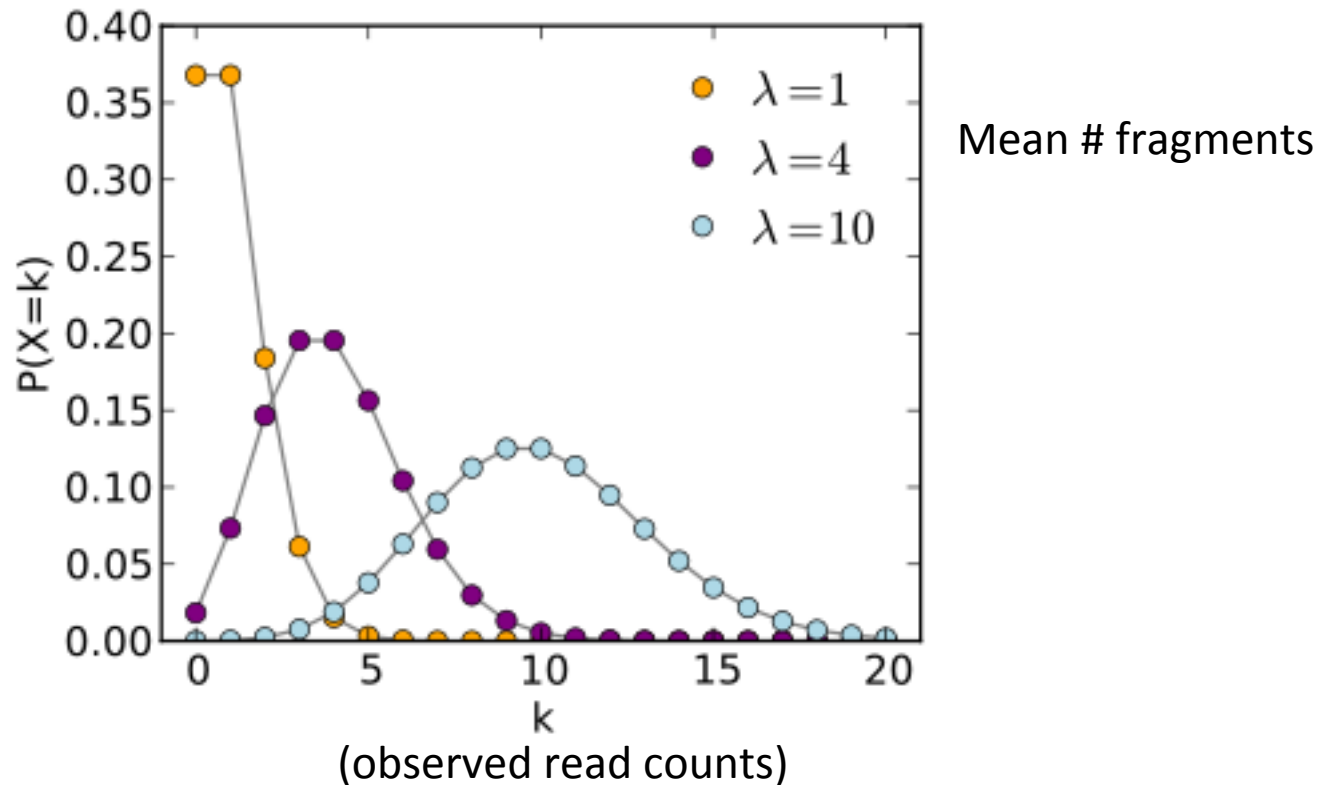 0.40
0.35
0.30
0.25
0.20
0.15
0.10
0.05
0.00
P(X=k)
λ=1
λ=4
λ=10
Mean # fragments
0 5 10 15 20
k
(observed read counts)